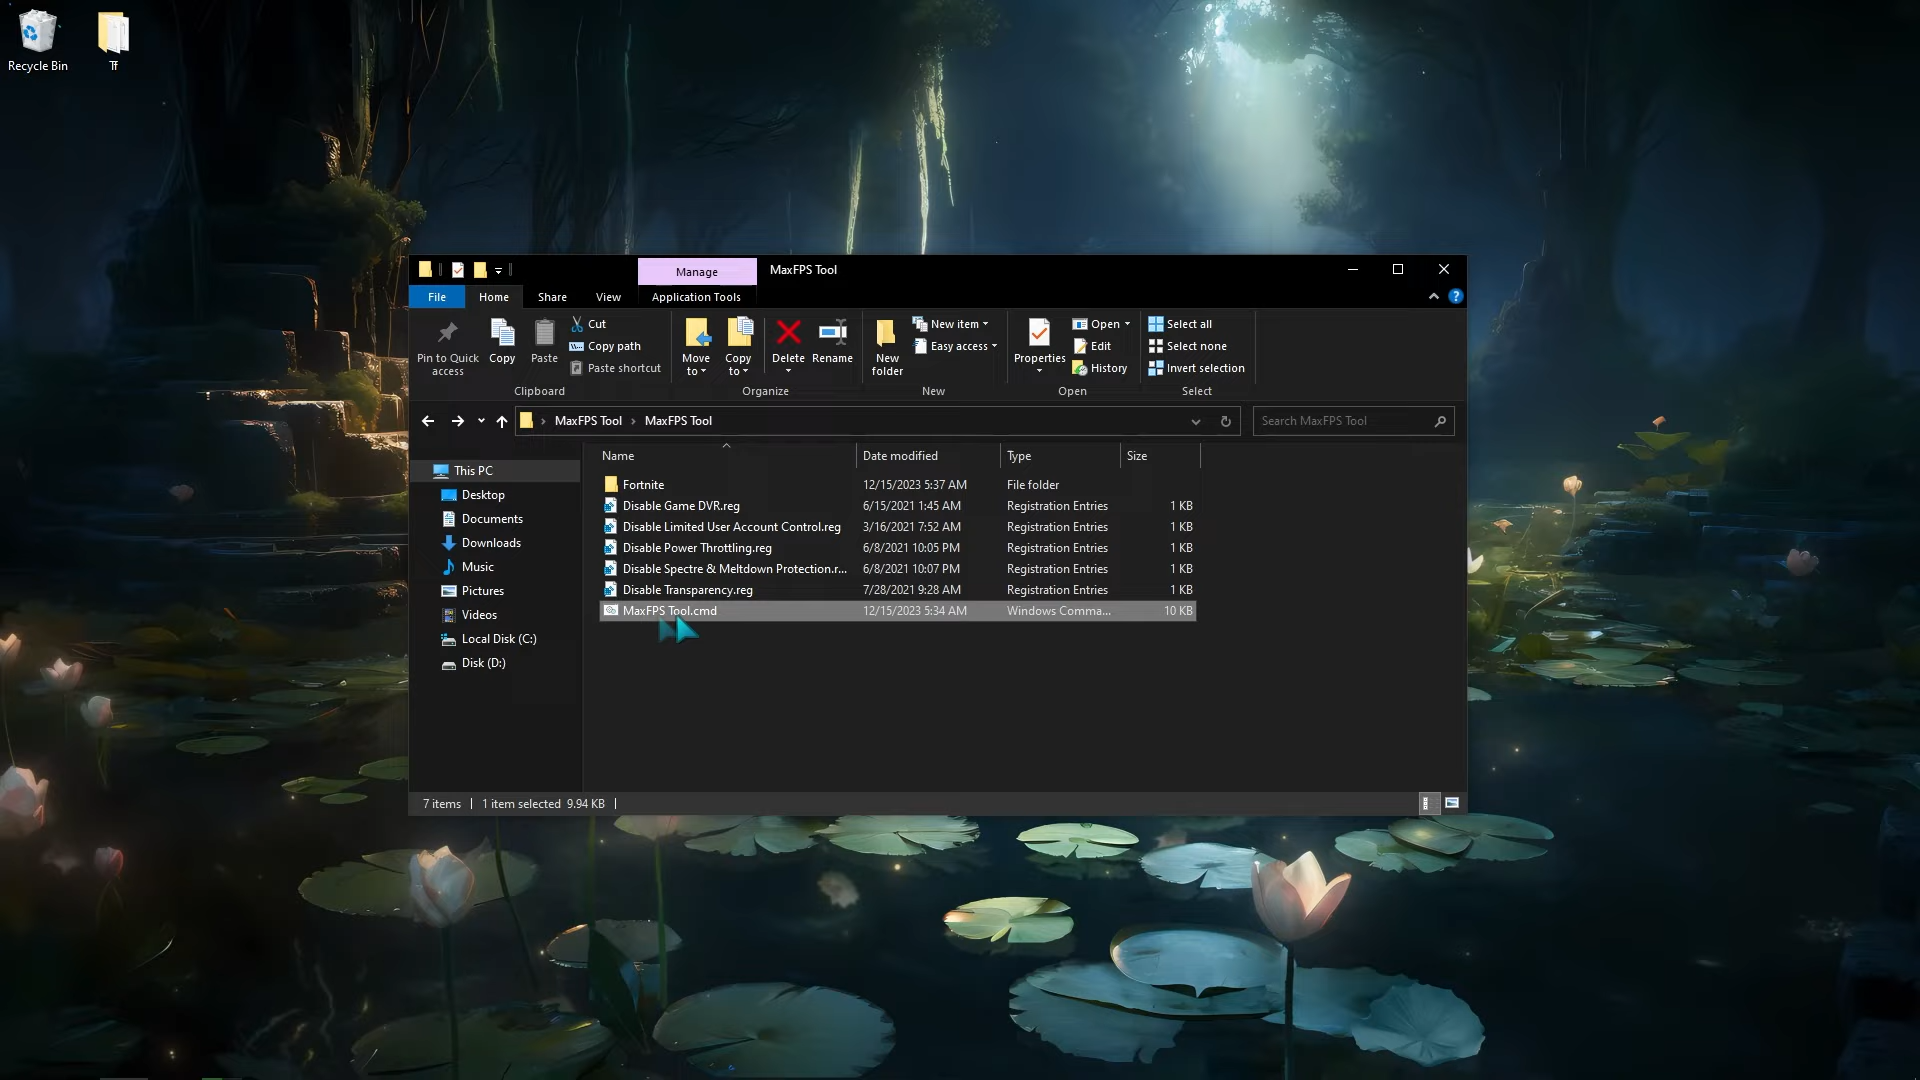 Recycle Bin
Tf
Manage
MaxFPS Tool
File
Home
Share
View
Application Tools
Pin to Quick access
Copy
Paste
Cut
Copy path
Paste shortcut
Clipboard
Move to
Copy to
Delete
Rename
Organize
New folder
New item
Easy access
New
Properties
Open
Edit
History
Open
Select all
Select none
Invert selection
Select
MaxFPS Tool
MaxFPS Tool
Search MaxFPS Tool
This PC
Desktop
Documents
Downloads
Music
Pictures
Videos
Local Disk (C:)
Disk (D:)
Name Date modified Type Size
Fortnite 12/15/2023 5:37 AM File folder
Disable Game DVR.reg 6/15/2021 1:45 AM Registration Entries 1 KB
Disable Limited User Account Control.reg 3/16/2021 7:52 AM Registration Entries 1 KB
Disable Power Throttling.reg 6/8/2021 10:05 PM Registration Entries 1 KB
Disable Spectre & Meltdown Protection.r... 6/8/2021 10:07 PM Registration Entries 1 KB
Disable Transparency.reg 7/28/2021 9:28 AM Registration Entries 1 KB
MaxFPS Tool.cmd 12/15/2023 5:34 AM Windows Comma... 10 KB
7 items 1 item selected 9.94 KB